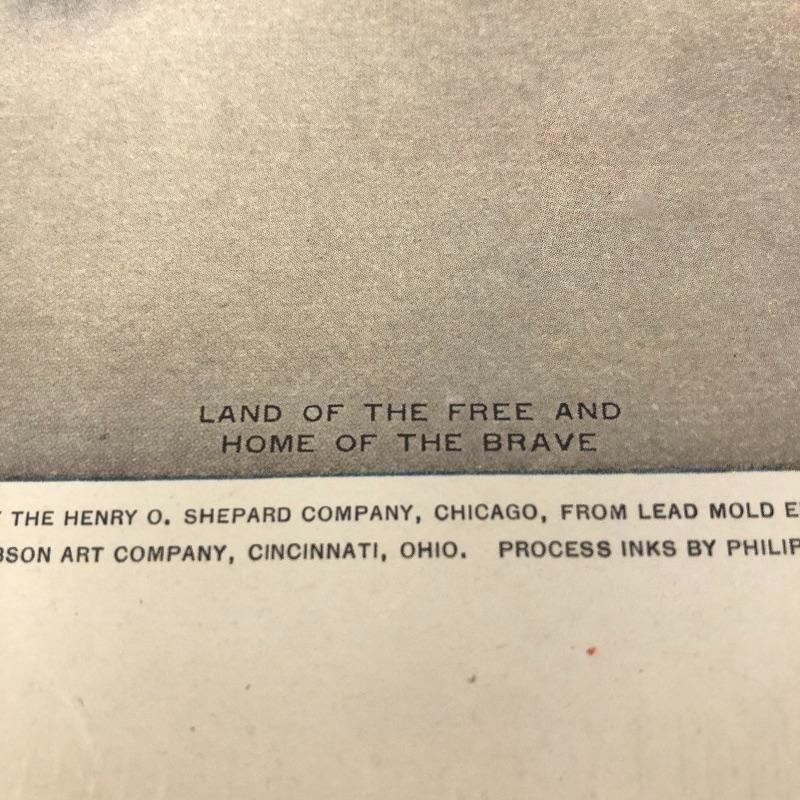 LAND OF THE FREE AND
HOME OF THE BRAVE
THE HENRY O. SHEPARD COMPANY, CHICAGO, FROM LEAD MOLD
ART COMPANY, CINCINNATI, OHIO. PROCESS INKS BY